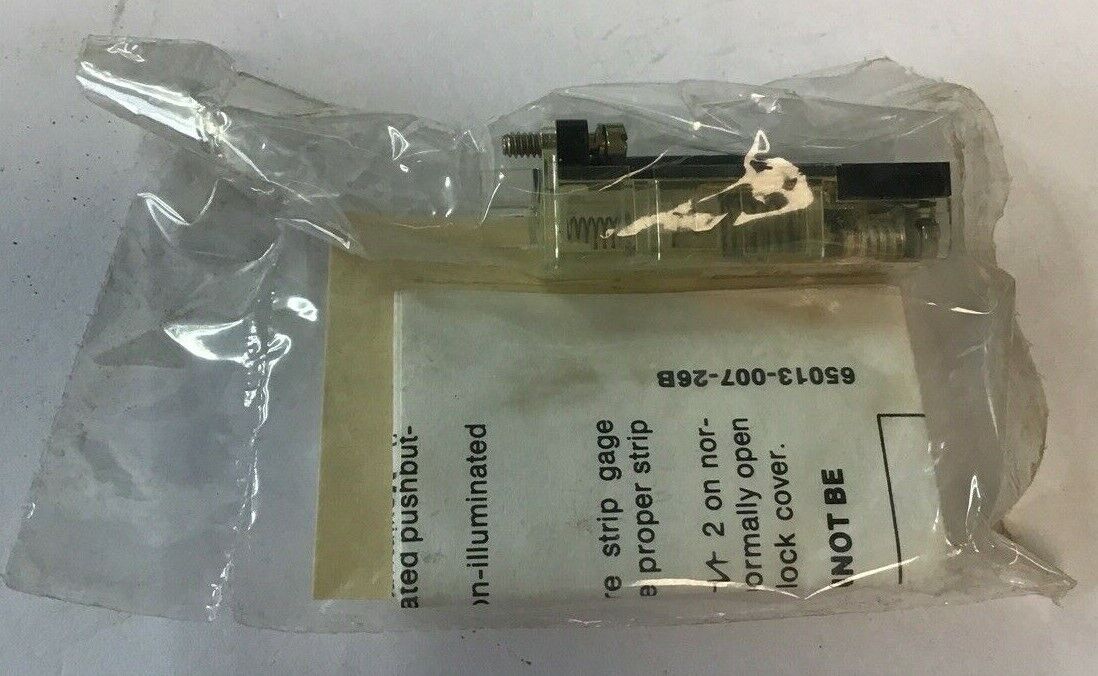 65013-007-26B
ated pushbut-
on-illuminated
re strip gage
e proper strip
2 on nor-
ormally open
lock cover.
NNOT BE